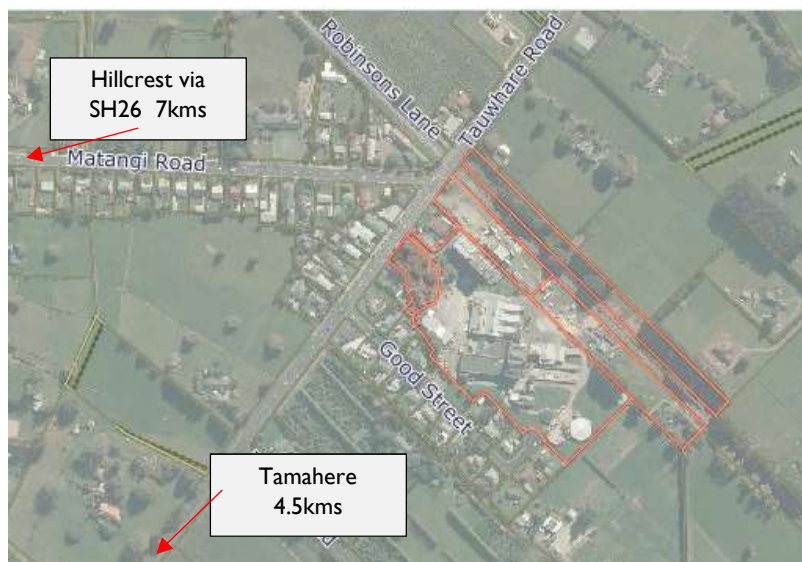 Hillcrest via
SH26 7kms
Robinsons Lane
Tauwhare Road
Matangi Road
Good Street
Tamahere
4.5kms